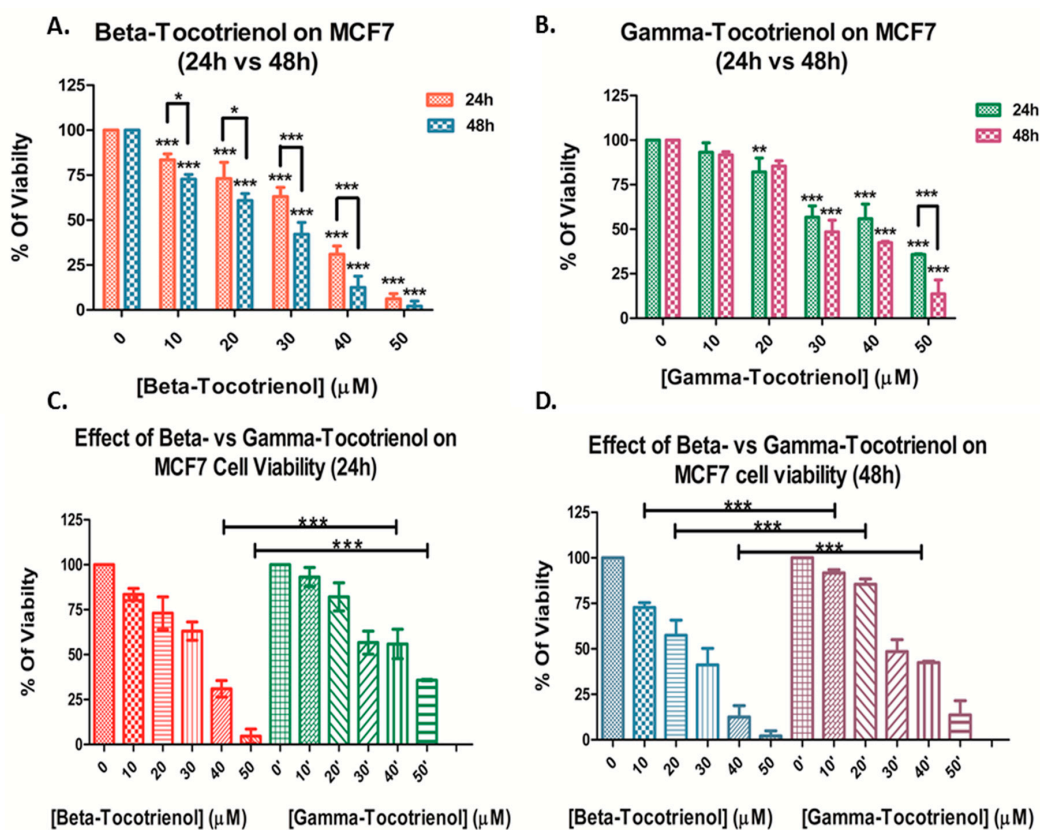 A.
Beta-Tocotrienol on MCF7
(24h vs 48h)
% Of Viabilty
125
100
75
50
25
0
24h
48h
*
*
***
***
***
***
***
***
***
***
***
***
***
***
***
0
10
20
30
40
50
[Beta-Tocotrienol] (µM)
B.
Gamma-Tocotrienol on MCF7
(24h vs 48h)
% Of Viabilty
125
100
75
50
25
0
24h
48h
**
***
***
***
***
***
***
***
0
10
20
30
40
50
[Gamma-Tocotrienol] (µM)
C.
Effect of Beta- vs Gamma-Tocotrienol on
MCF7 Cell Viability (24h)
% Of Viabilty
125
100
75
50
25
0
***
***
0 10 20 30 40 50 0' 10' 20' 30' 40' 50'
[Beta-Tocotrienol] (µM) [Gamma-Tocotrienol] (µM)
D.
Effect of Beta- vs Gamma-Tocotrienol on
MCF7 cell viability (48h)
% Of Viabilty
125
100
75
50
25
0
***
***
***
0 10 20 30 40 50 0' 10' 20' 30' 40' 50'
[Beta-Tocotrienol] (µM) [Gamma-Tocotrienol] (µM)